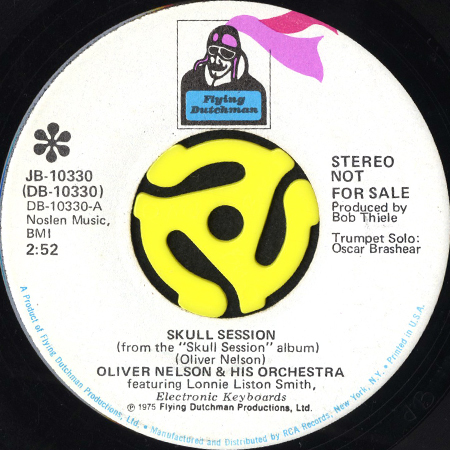 Flying
Dutchman
JB-10330
(DB-10330)
DB-10330-A
Noslen Music,
BMI
2:52
STEREO
NOT
FOR SALE
Produced by
Bob Thiele
Trumpet Solo:
Oscar Brashear
SKULL SESSION
(from the "Skull Session" album)
(Oliver Nelson)
OLIVER NELSON & HIS ORCHESTRA
featuring Lonnie Liston Smith,
Electronic Keyboards
℗ 1975 Flying Dutchman Productions, Ltd.
A Product of Flying Dutchman Productions, Ltd. • Manufactured and Distributed by RCA Records, New York, N.Y. • Printed in U.S.A.